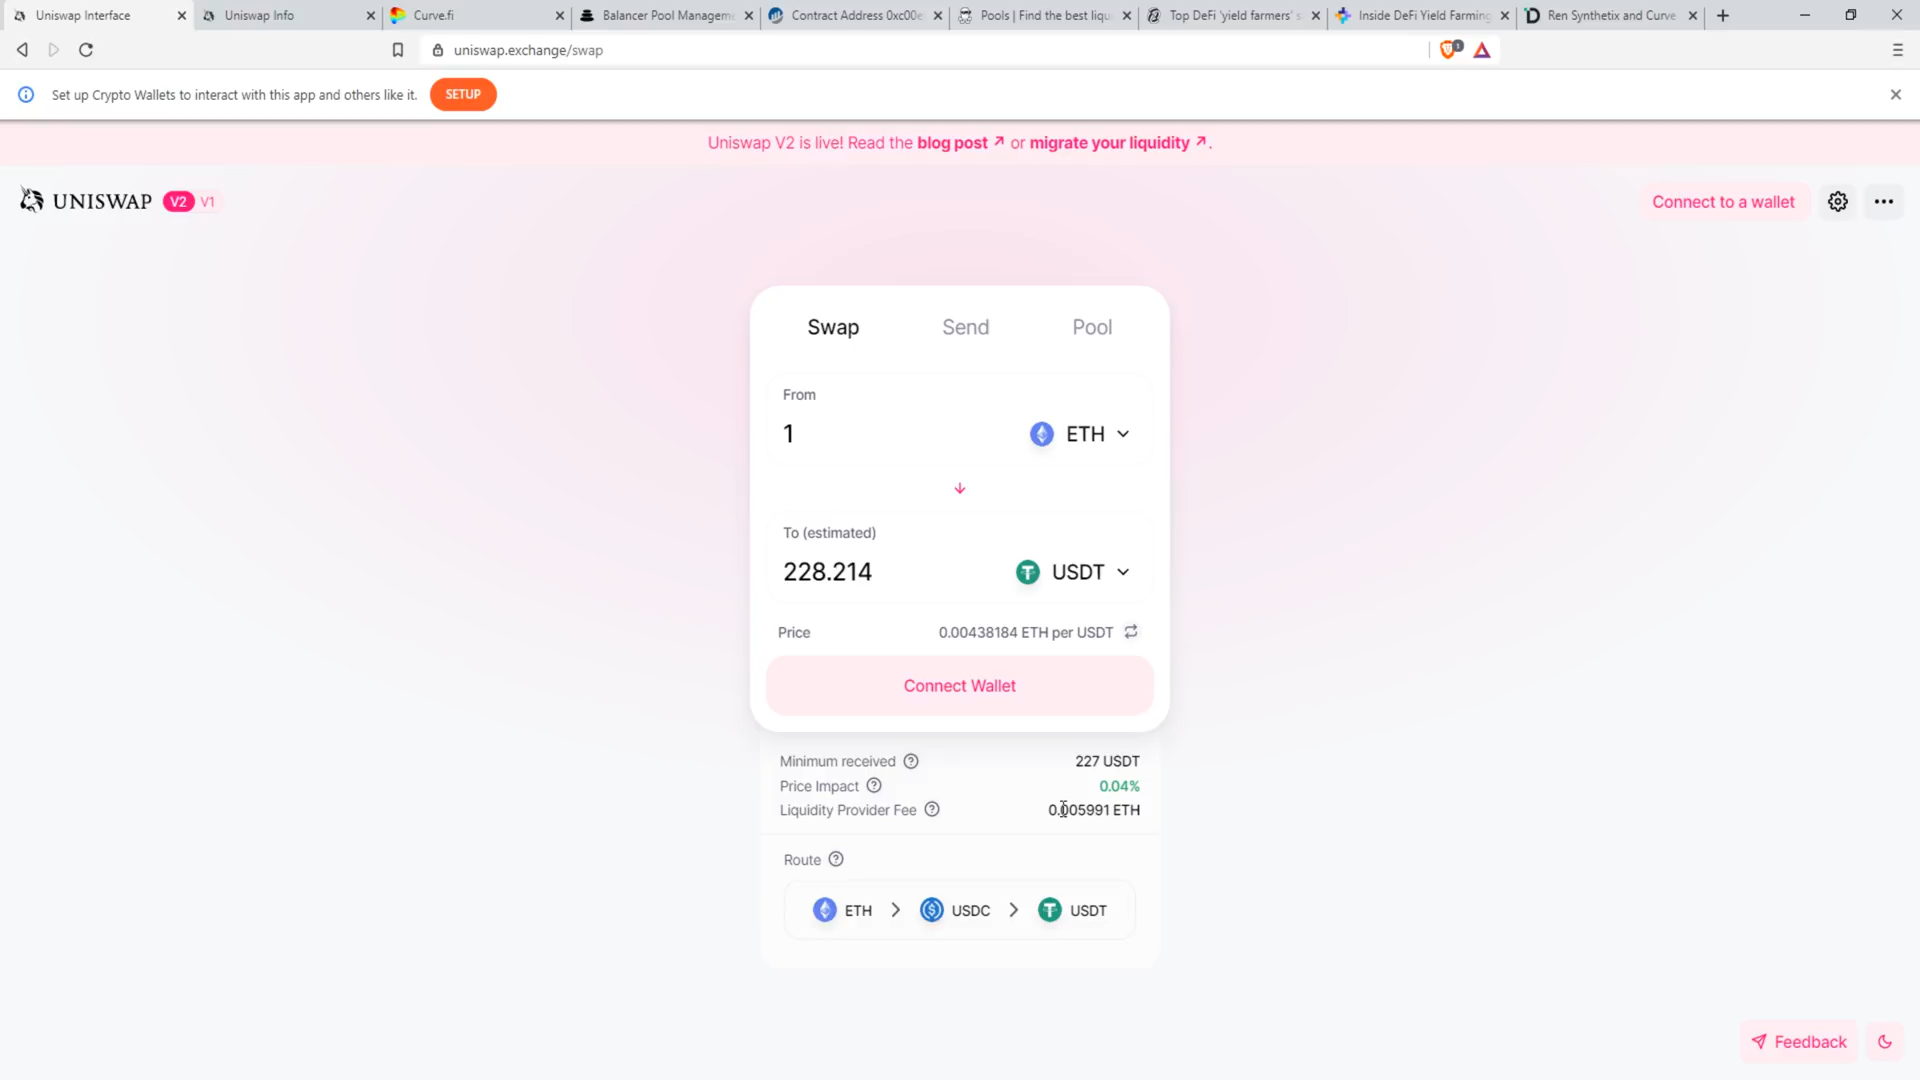 Uniswap Interface
Uniswap Info
Curve.fi
Balancer Pool Managem
Contract Address 0xc00e
Pools | Find the best liqu
Top DeFi 'yield farmers' s
Inside DeFi Yield Farming
Ren Synthetix and Curve
uniswap.exchange/swap
1
Set up Crypto Wallets to interact with this app and others like it.
SETUP
Uniswap V2 is live! Read the blog post ↗ or migrate your liquidity ↗.
UNISWAP V2 V1
Connect to a wallet
Swap Send Pool
From
1 ETH
To (estimated)
228.214 USDT
Price 0.00438184 ETH per USDT
Connect Wallet
Minimum received ? 227 USDT
Price Impact ? 0.04%
Liquidity Provider Fee ? 0.005991 ETH
Route ?
ETH > USDC > USDT
Feedback